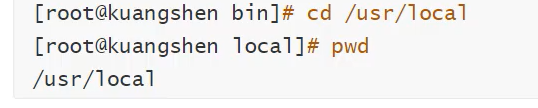 [root@kuangshen bin]# cd /usr/local
[root@kuangshen local]# pwd
/usr/local